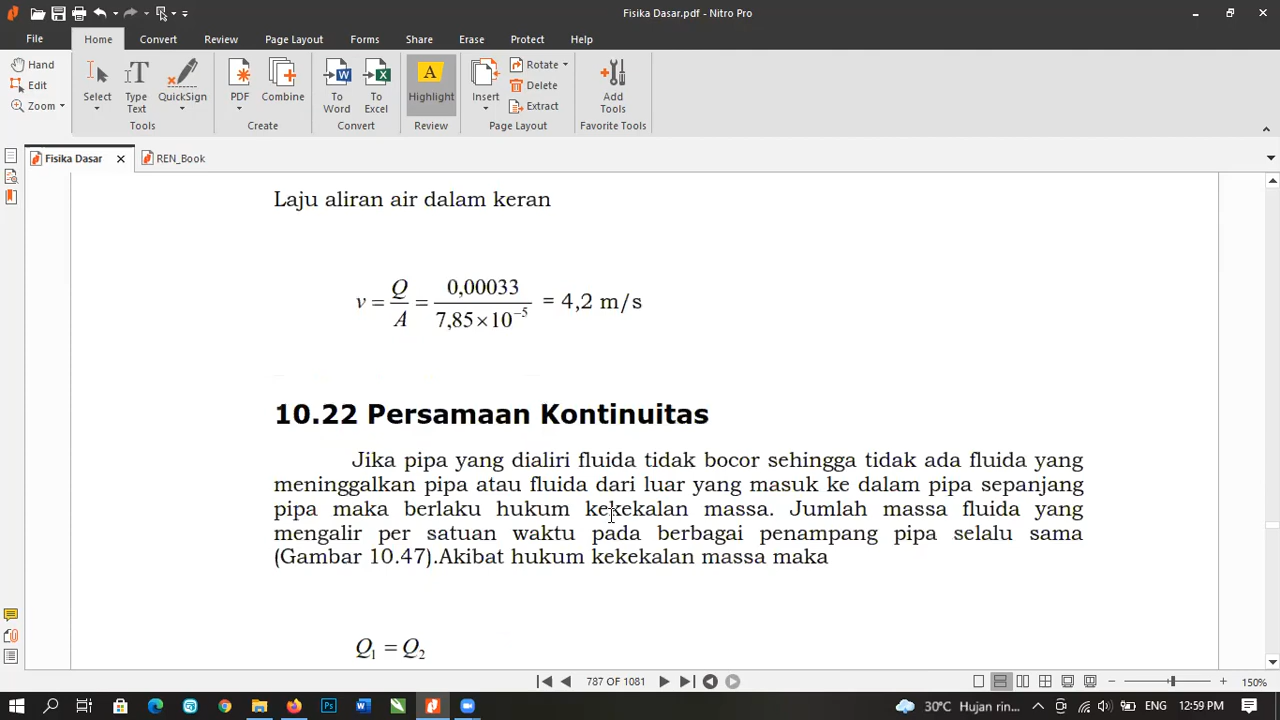 Fisika Dasar.pdf - Nitro Pro
File Home Convert Review Page Layout Forms Share Erase Protect Help
Hand
Edit
Zoom
Select
Type Text
QuickSign
Tools
PDF
Combine
Create
To Word
To Excel
Convert
Highlight
Review
Insert
Rotate
Delete
Extract
Page Layout
Add Tools
Favorite Tools
Fisika Dasar REN_Book
Laju aliran air dalam keran
v = Q/A = 0,00033 / 7,85×10⁻⁵ = 4,2 m/s
10.22 Persamaan Kontinuitas
Jika pipa yang dialiri fluida tidak bocor sehingga tidak ada fluida yang
meninggalkan pipa atau fluida dari luar yang masuk ke dalam pipa sepanjang
pipa maka berlaku hukum kekekalan massa. Jumlah massa fluida yang
mengalir per satuan waktu pada berbagai penampang pipa selalu sama
(Gambar 10.47).Akibat hukum kekekalan massa maka
Q₁ = Q₂
787 OF 1081
150%
30°C Hujan rin... ENG 12:59 PM